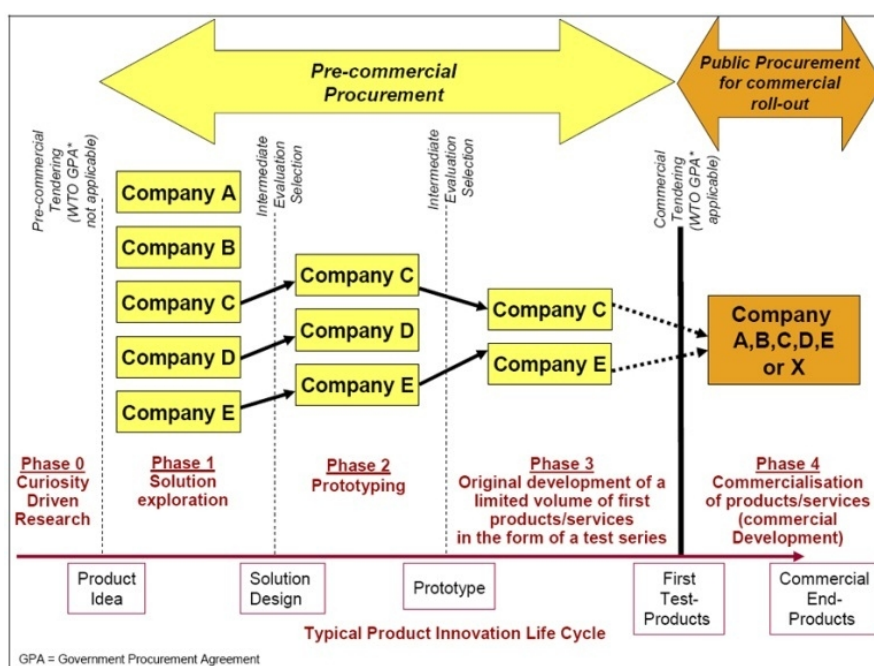 Pre-commercial
Procurement
Public Procurement
for commercial
roll-out
Pre-commercial
Tendering
(WTO GPA*
not applicable)
Intermediate
Evaluation
Selection
Intermediate
Evaluation
Selection
Commercial
Tendering
(WTO GPA*
applicable)
Company A
Company B
Company C
Company D
Company E
Company C
Company D
Company E
Company C
Company E
Company
A,B,C,D,E
or X
Phase 0
Curiosity
Driven
Research
Phase 1
Solution
exploration
Phase 2
Prototyping
Phase 3
Original development of a
limited volume of first
products/services
in the form of a test series
Phase 4
Commercialisation
of products/services
(commercial
Development)
Product
Idea
Solution
Design
Prototype
First
Test-
Products
Commercial
End-
Products
Typical Product Innovation Life Cycle
GPA = Government Procurement Agreement